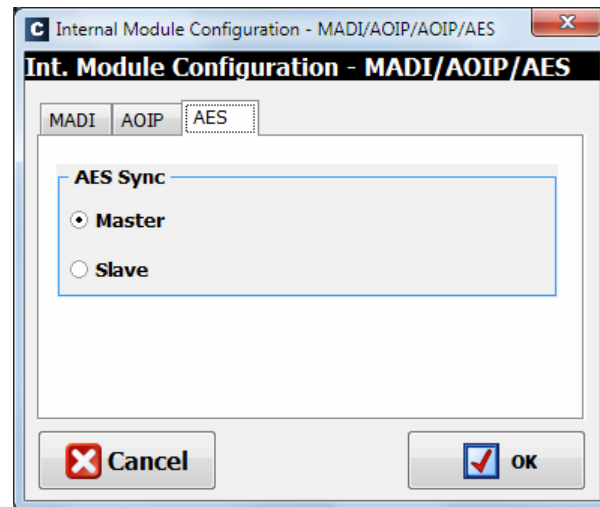 C Internal Module Configuration - MADI/AOIP/AOIP/AES x
Int. Module Configuration - MADI/AOIP/AES
MADI AOIP AES
AES Sync
Master
Slave
Cancel OK